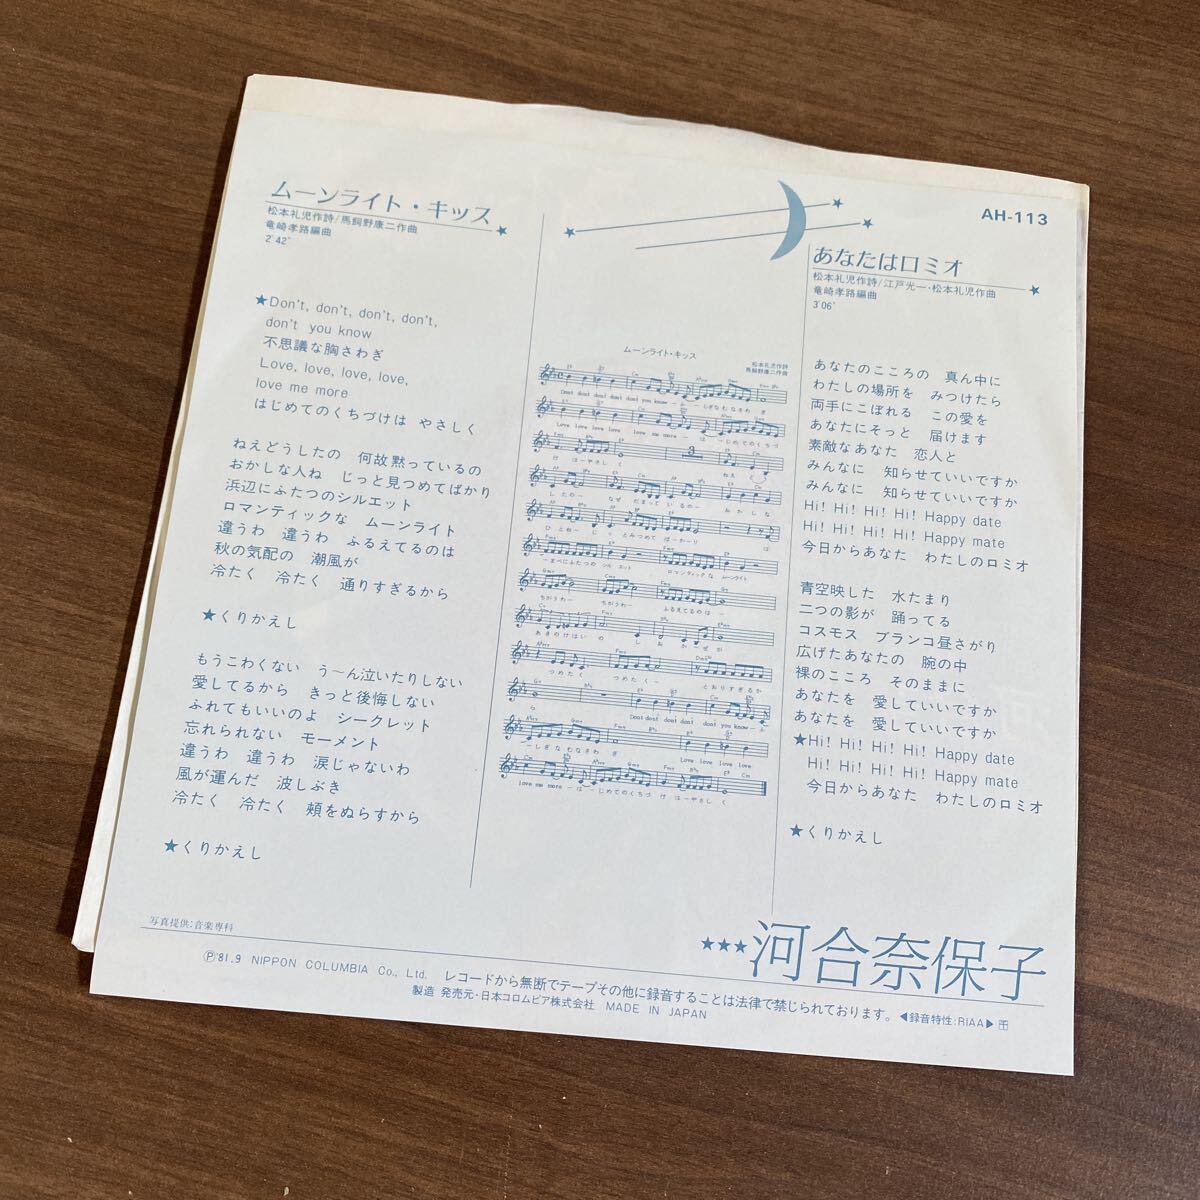 ムーンライト・キッス
松本礼児作詩/馬飼野康二作曲
竜崎孝路編曲
2′42″
★Don't, don't, don't, don't,
don't you know
不思議な胸さわぎ
Love, love, love, love,
love me more
はじめてのくちづけは やさしく
ねえどうしたの 何故黙っているの
おかしな人ね じっと見つめてばかり
浜辺にふたつのシルエット
ロマンティックな ムーンライト
違うわ 違うわ ふるえてるのは
秋の気配の 潮風が
冷たく 冷たく 通りすぎるから
★くりかえし
もうこわくない う〜ん泣いたりしない
愛してるから きっと後悔しない
ふれてもいいのよ シークレット
忘れられない モーメント
違うわ 違うわ 涙じゃないわ
風が運んだ 波しぶき
冷たく 冷たく 頬をぬらすから
★くりかえし
ムーンライト・キッス
松本礼児作詩
馬飼野康二作曲
AH-113
あなたはロミオ
松本礼児作詩/江戸光一・松本礼児作曲
竜崎孝路編曲
3′06″
あなたのこころの 真ん中に
わたしの場所を みつけたら
両手にこぼれる この愛を
あなたにそっと 届けます
素敵なあなた 恋人と
みんなに 知らせていいですか
みんなに 知らせていいですか
Hi! Hi! Hi! Hi! Happy date
Hi! Hi! Hi! Hi! Happy mate
今日からあなた わたしのロミオ
青空映した 水たまり
二つの影が 踊ってる
コスモス ブランコ昼さがり
広げたあなたの 腕の中
裸のこころ そのままに
あなたを 愛していいですか
あなたを 愛していいですか
★Hi! Hi! Hi! Hi! Happy date
Hi! Hi! Hi! Hi! Happy mate
今日からあなた わたしのロミオ
★くりかえし
写真提供:音楽専科
★★★河合奈保子
Ⓟ'81.9 NIPPON COLUMBIA Co., Ltd. レコードから無断でテープその他に録音することは法律で禁じられております。◀録音特性:RIAA▶
製造 発売元・日本コロムビア株式会社 MADE IN JAPAN